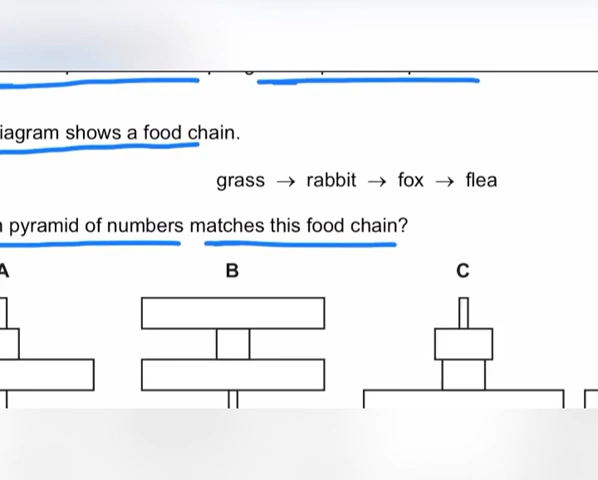 iagram shows a food chain.
grass → rabbit → fox → flea
pyramid of numbers matches this food chain?
A B C